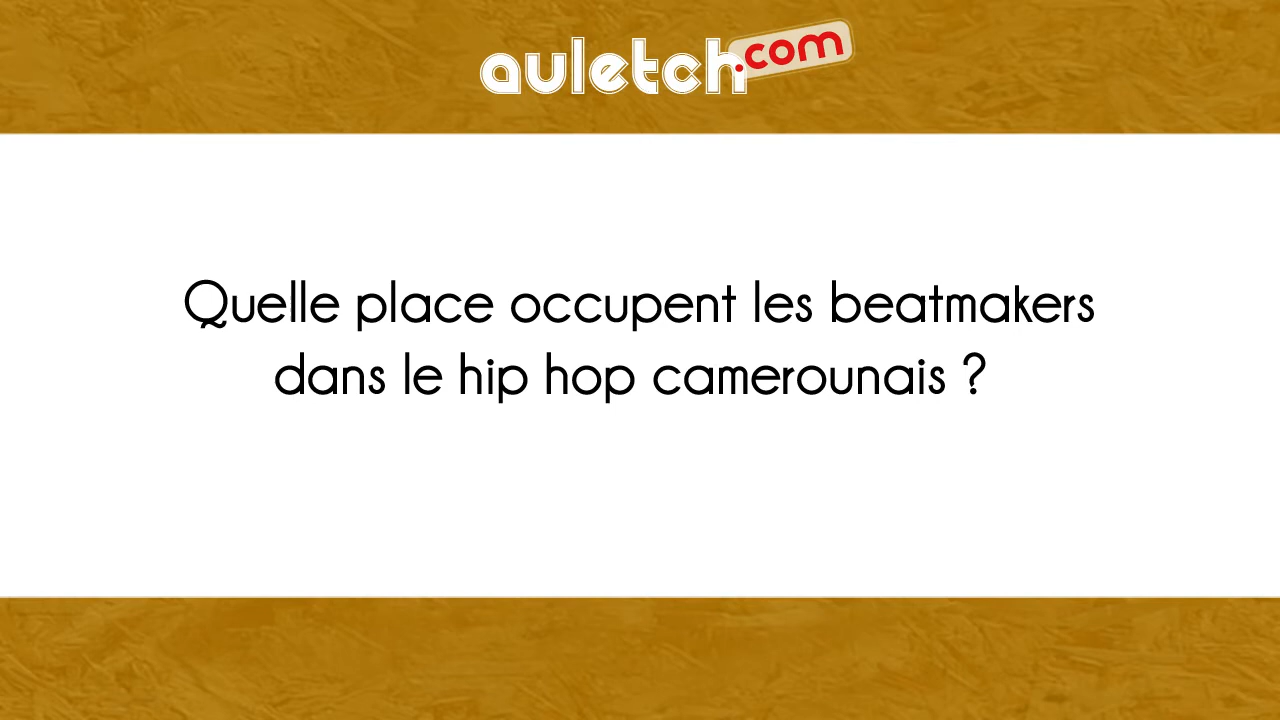 auletch.com
Quelle place occupent les beatmakers
dans le hip hop camerounais ?